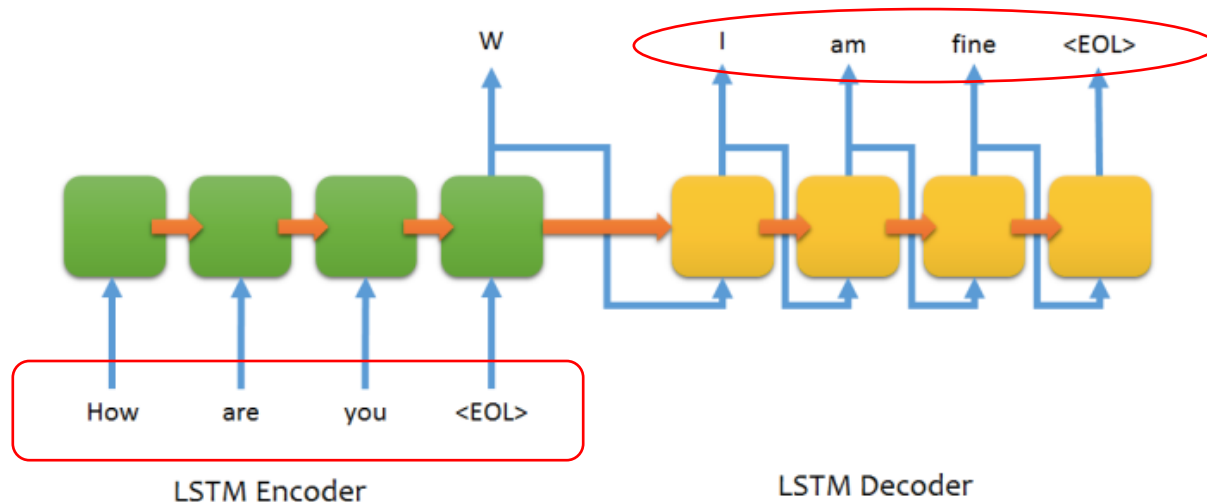 W I am fine <EOL>
How are you <EOL>
LSTM Encoder LSTM Decoder